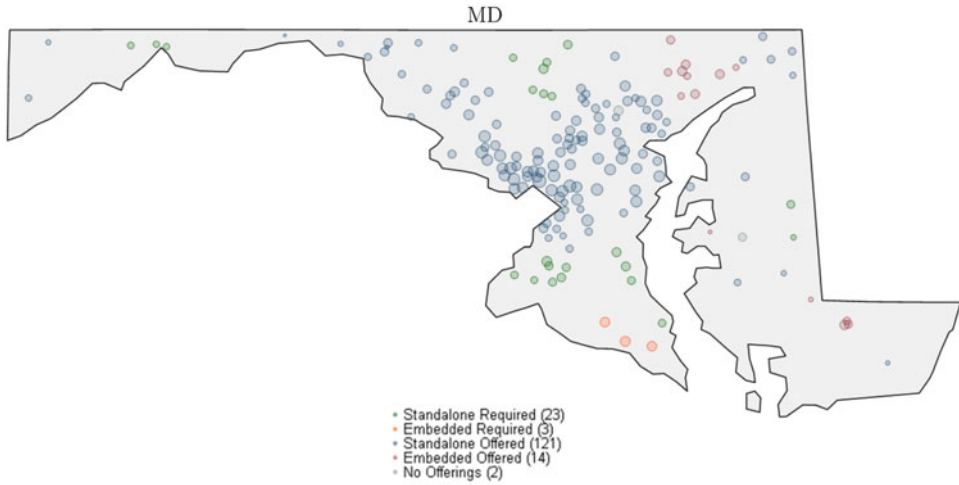 MD
Standalone Required (23)
Embedded Required (3)
Standalone Offered (121)
Embedded Offered (14)
No Offerings (2)